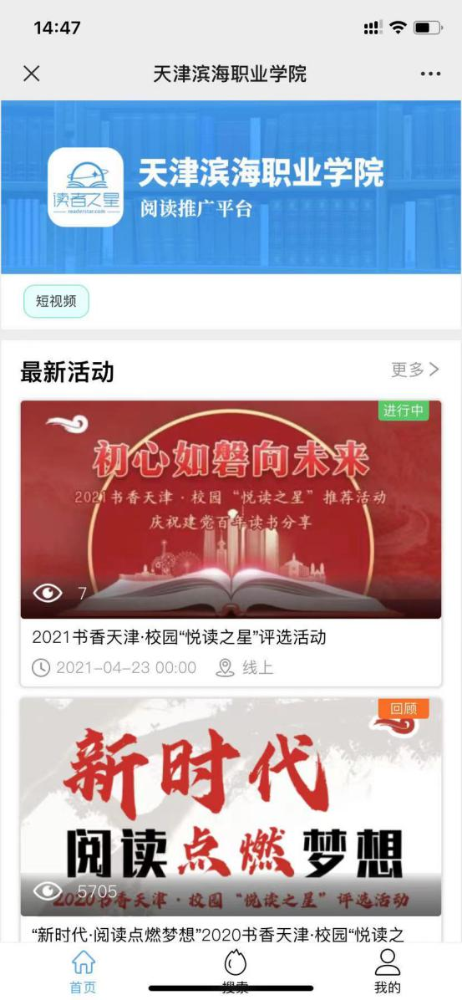 14:47
天津滨海职业学院
读者之星
readerstar.com
天津滨海职业学院
阅读推广平台
短视频
最新活动
更多
进行中
初心如磐向未来
2021书香天津·校园“悦读之星”推荐活动
庆祝建党百年读书分享
7
2021书香天津·校园“悦读之星”评选活动
2021-04-23 00:00 线上
回顾
新时代
阅读点燃梦想
5705
2020书香天津·校园“悦读之星”评选活动
“新时代·阅读点燃梦想”2020书香天津·校园“悦读之
首页 搜索 我的